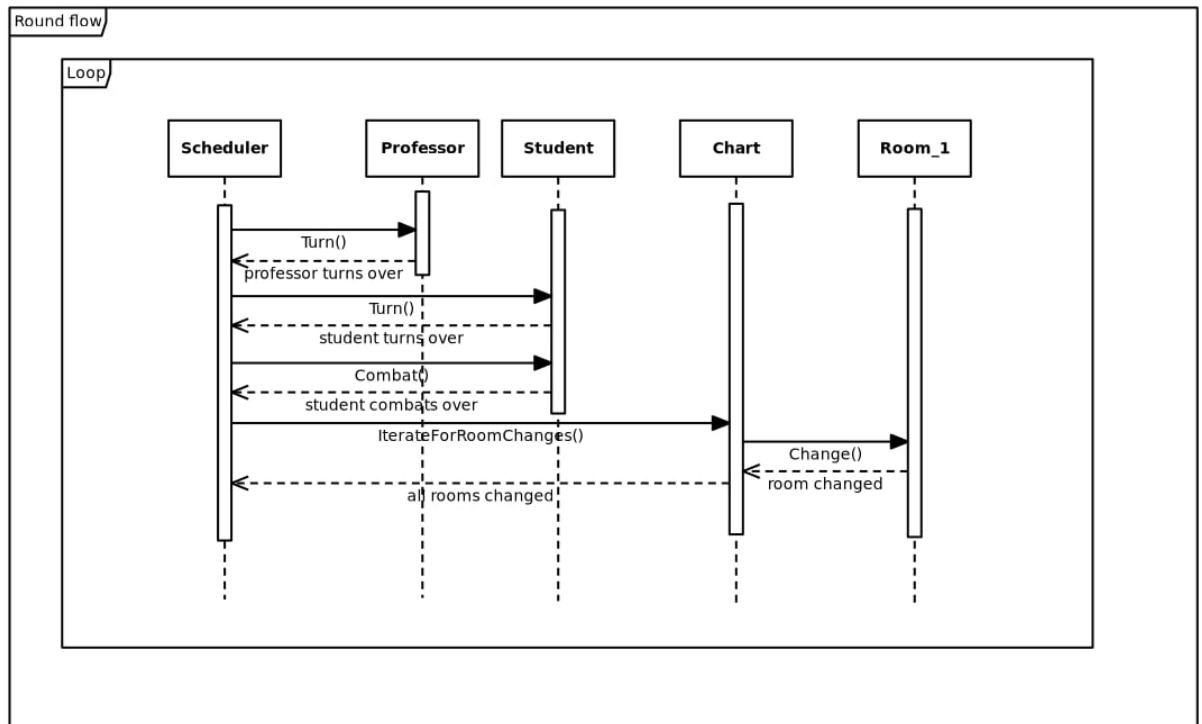 Round flow
Loop
Scheduler
Professor
Student
Chart
Room_1
Turn()
professor turns over
Turn()
student turns over
Combat()
student combats over
IterateForRoomChanges()
Change()
room changed
all rooms changed